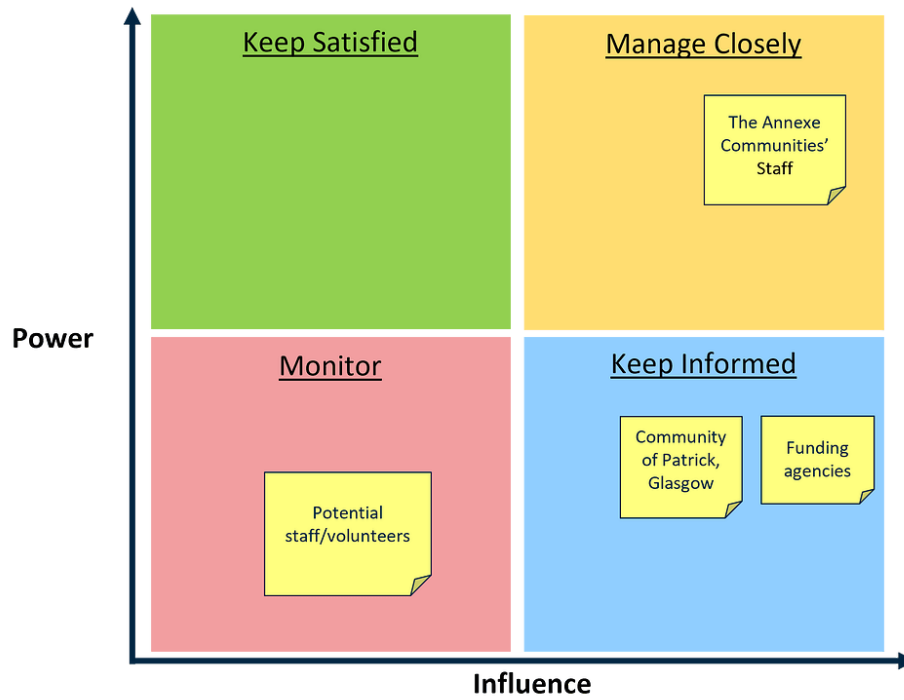 Keep Satisfied
Manage Closely
The Annexe
Communities’
Staff
Power
Monitor
Keep Informed
Potential
staff/volunteers
Community
of Patrick,
Glasgow
Funding
agencies
Influence